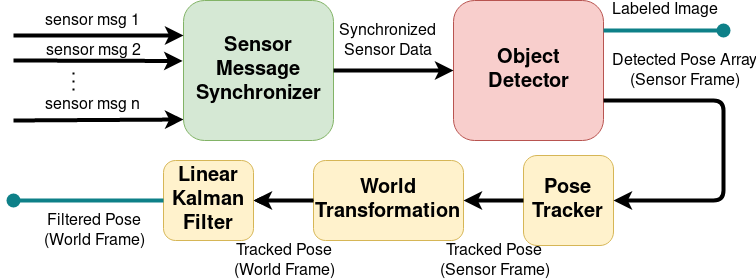 sensor msg 1
sensor msg 2
⋮
sensor msg n
Sensor
Message
Synchronizer
Synchronized
Sensor Data
Object
Detector
Labeled Image
Detected Pose Array
(Sensor Frame)
Pose
Tracker
Tracked Pose
(Sensor Frame)
World
Transformation
Tracked Pose
(World Frame)
Linear
Kalman
Filter
Filtered Pose
(World Frame)